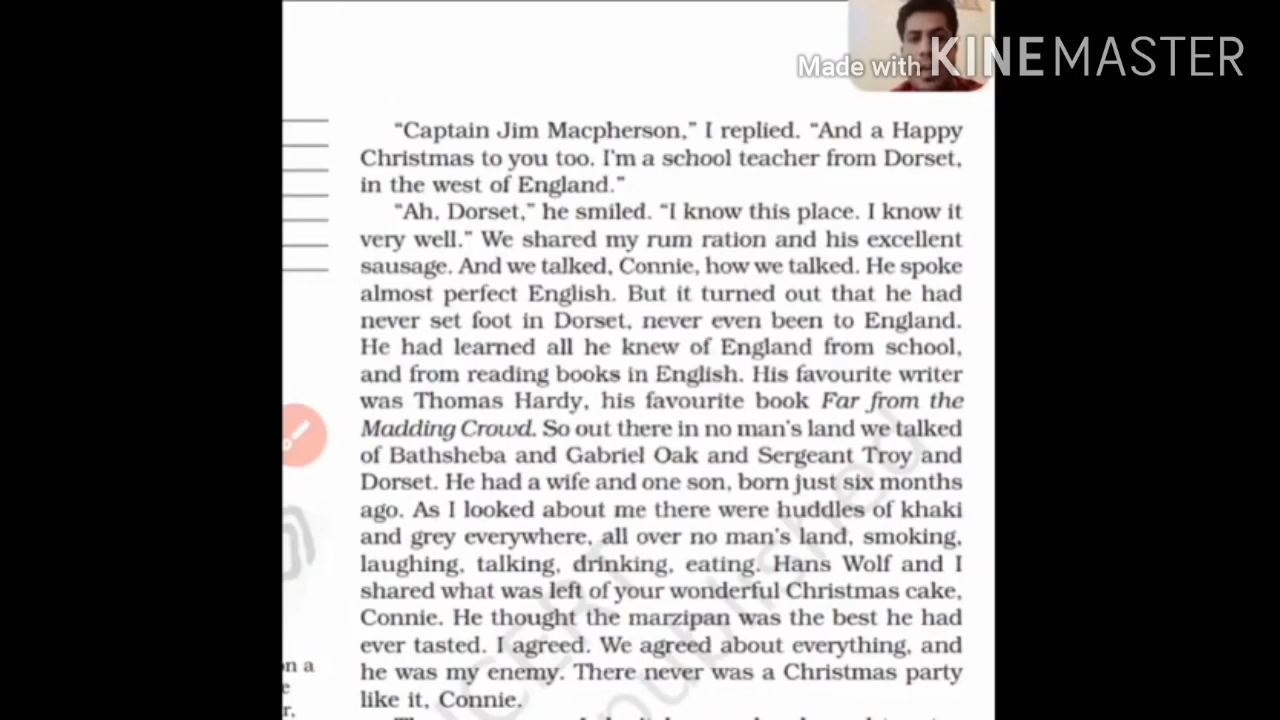 Made with KINEMASTER
"Captain Jim Macpherson," I replied. "And a Happy
Christmas to you too. I'm a school teacher from Dorset,
in the west of England."
"Ah, Dorset," he smiled. "I know this place. I know it
very well." We shared my rum ration and his excellent
sausage. And we talked, Connie, how we talked. He spoke
almost perfect English. But it turned out that he had
never set foot in Dorset, never even been to England.
He had learned all he knew of England from school,
and from reading books in English. His favourite writer
was Thomas Hardy, his favourite book Far from the
Madding Crowd. So out there in no man's land we talked
of Bathsheba and Gabriel Oak and Sergeant Troy and
Dorset. He had a wife and one son, born just six months
ago. As I looked about me there were huddles of khaki
and grey everywhere, all over no man's land, smoking,
laughing, talking, drinking, eating. Hans Wolf and I
shared what was left of your wonderful Christmas cake,
Connie. He thought the marzipan was the best he had
ever tasted. I agreed. We agreed about everything, and
he was my enemy. There never was a Christmas party
like it, Connie.
n a
e
r.
published